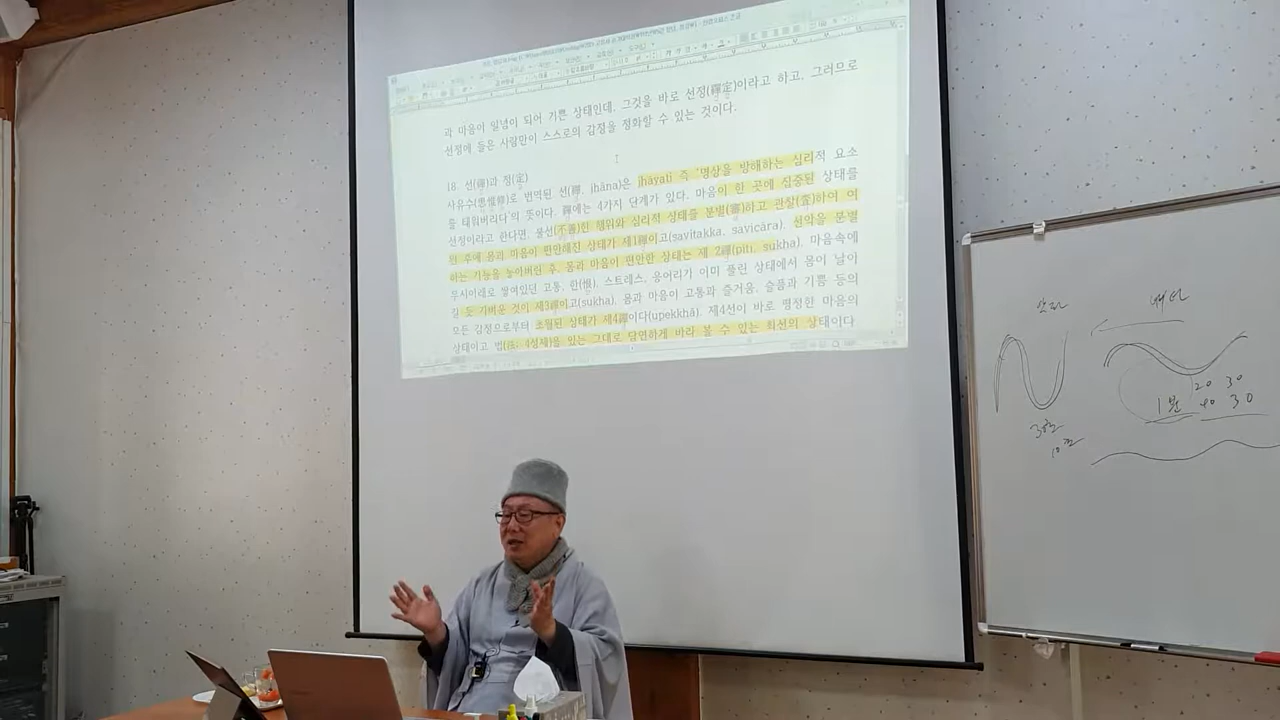 과 마음이 일념이 되어 기쁜 상태인데, 그것을 바로 선정(禪定)이라고 하고, 그러므로
선정에 들은 사람만이 스스로의 감정을 정화할 수 있는 것이다.
18. 선(禪)과 정(定)
사유수(思惟修)로 번역된 선(禪, jhāna)은 jhāyati 즉 '명상을 방해하는 심리적 요소
를 태워버리다'의 뜻이다. 禪에는 4가지 단계가 있다. 마음이 한 곳에 집중된 상태를
선정이라고 한다면, 불선(不善)한 행위와 심리적 상태를 분별(審)하고 관찰(查)하여 여
읜 후에 몸과 마음이 편안해진 상태가 제1禪이고(savitakka, savicāra), 선악을 분별
하는 기능을 놓아버린 후, 몸과 마음이 편안한 상태는 제 2禪(pīti, sukha), 마음속에
무시이래로 쌓여있던 고통, 한(恨), 스트레스, 응어리가 이미 풀린 상태에서 몸이 날아
갈 듯 가벼운 것이 제3禪이고(sukha), 몸과 마음이 고통과 즐거움, 슬픔과 기쁨 등의
모든 감정으로부터 초월된 상태가 제4禪이다(upekkhā). 제4선이 바로 평정한 마음의
상태이고 법(法, 4성제)을 있는 그대로 담연하게 바라 볼 수 있는 최선의 상태이다
20 30
1분 40 30